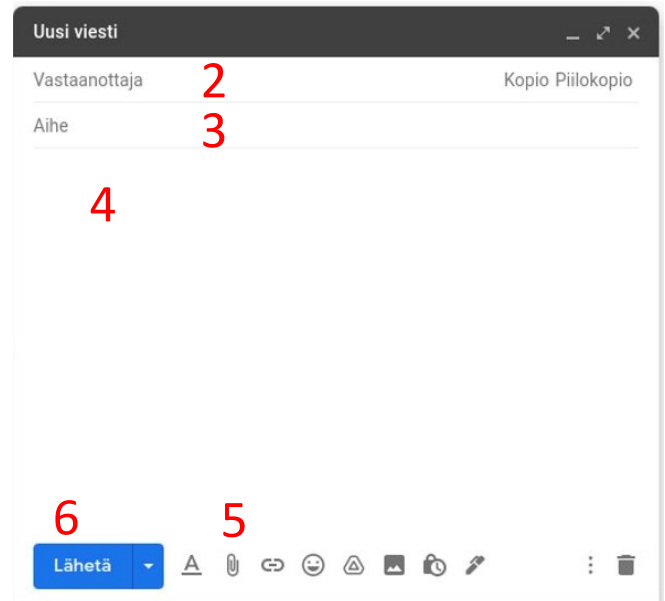 Uusi viesti
Vastaanottaja 2 Kopio Piilokopio
Aihe 3
4
6 5
Lähetä A